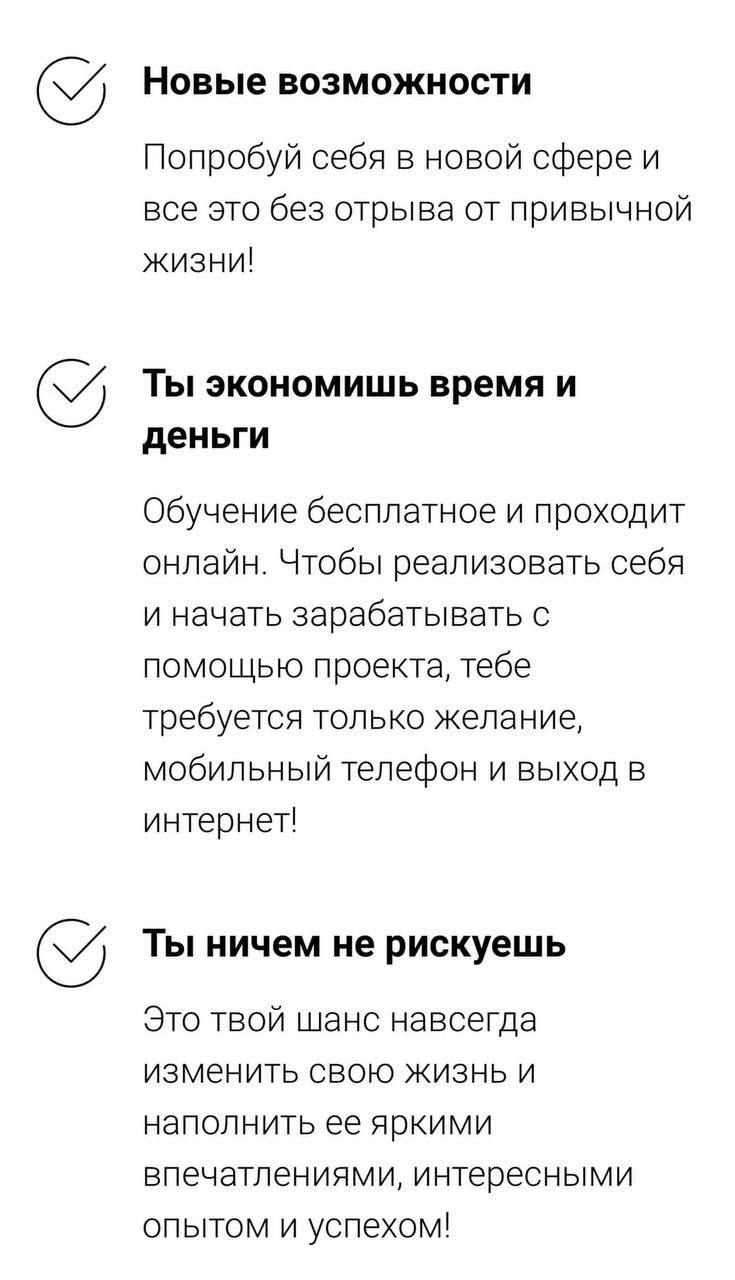 Новые возможности
Попробуй себя в новой сфере и
все это без отрыва от привычной
жизни!
Ты экономишь время и
деньги
Обучение бесплатное и проходит
онлайн. Чтобы реализовать себя
и начать зарабатывать с
помощью проекта, тебе
требуется только желание,
мобильный телефон и выход в
интернет!
Ты ничем не рискуешь
Это твой шанс навсегда
изменить свою жизнь и
наполнить ее яркими
впечатлениями, интересными
опытом и успехом!